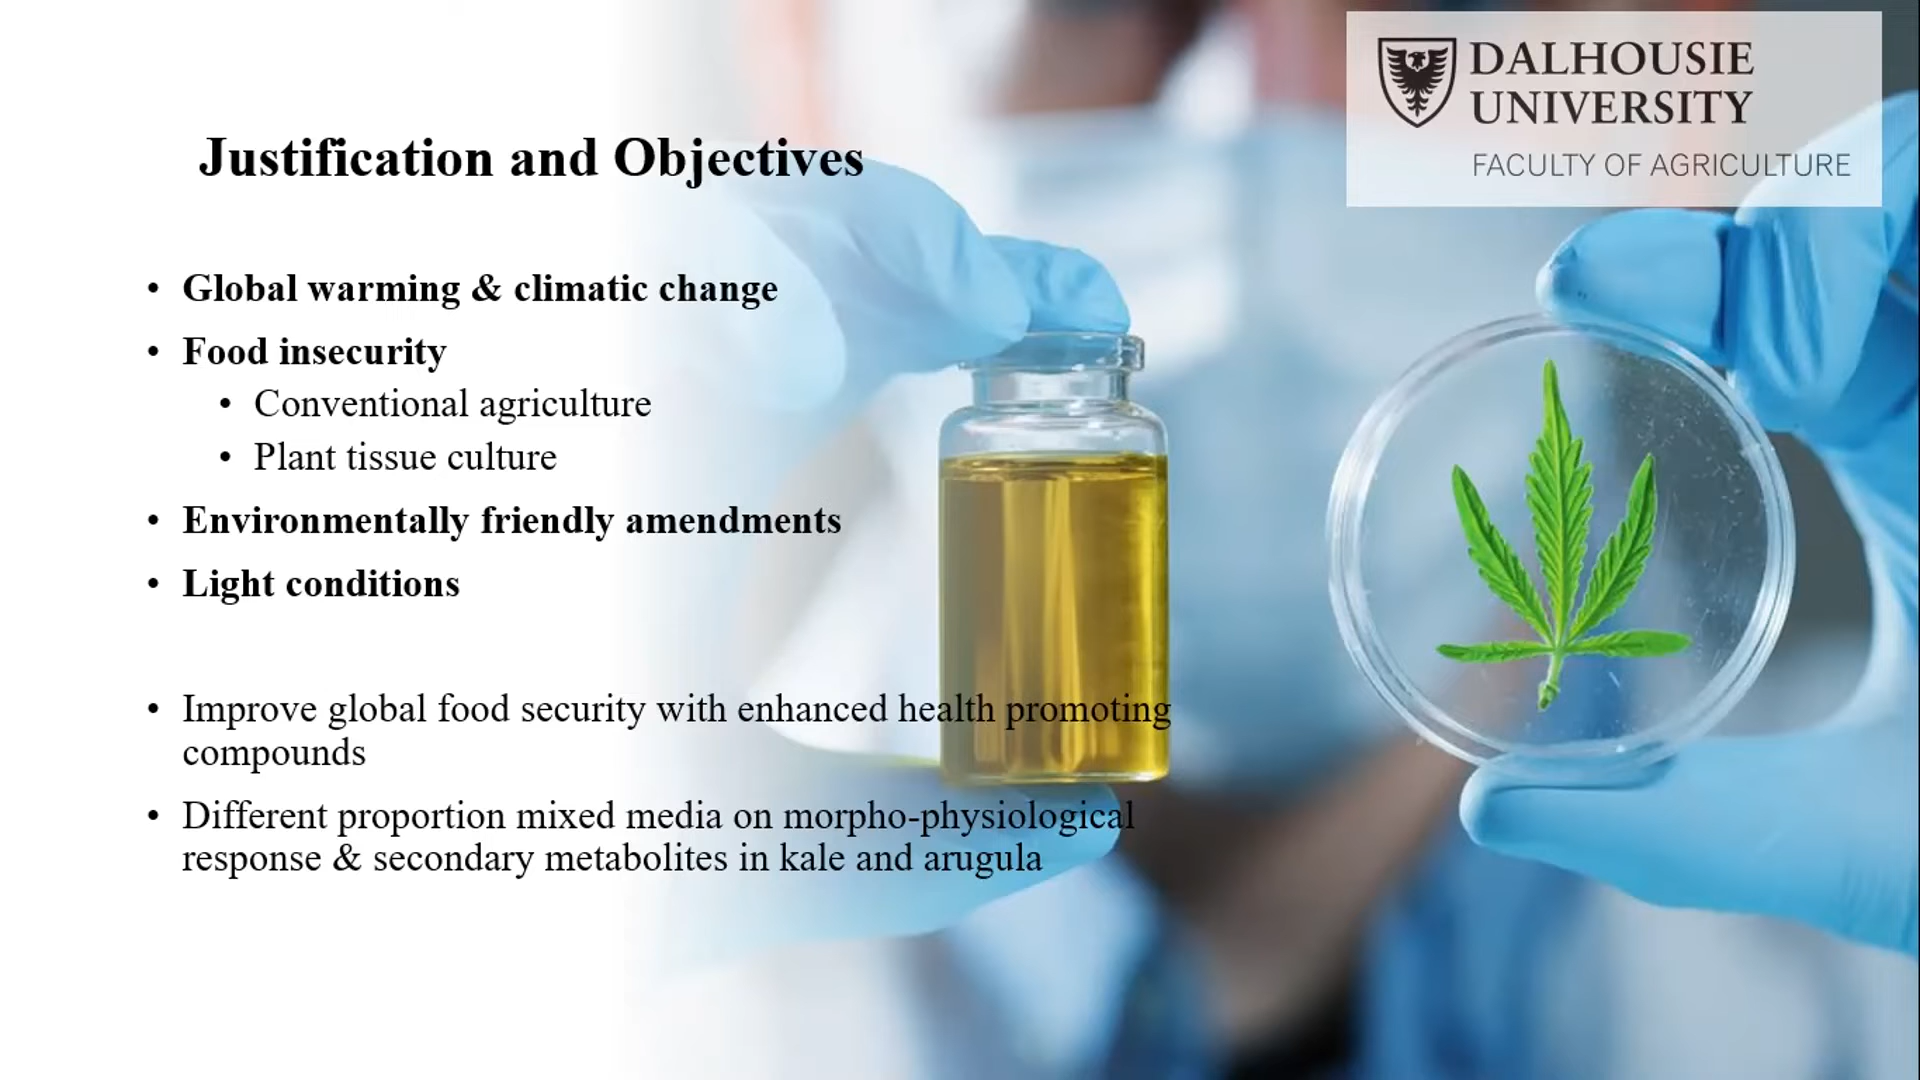 DALHOUSIE
UNIVERSITY
FACULTY OF AGRICULTURE
Justification and Objectives
• Global warming & climatic change
• Food insecurity
• Conventional agriculture
• Plant tissue culture
• Environmentally friendly amendments
• Light conditions
• Improve global food security with enhanced health promoting
compounds
• Different proportion mixed media on morpho-physiological
response & secondary metabolites in kale and arugula